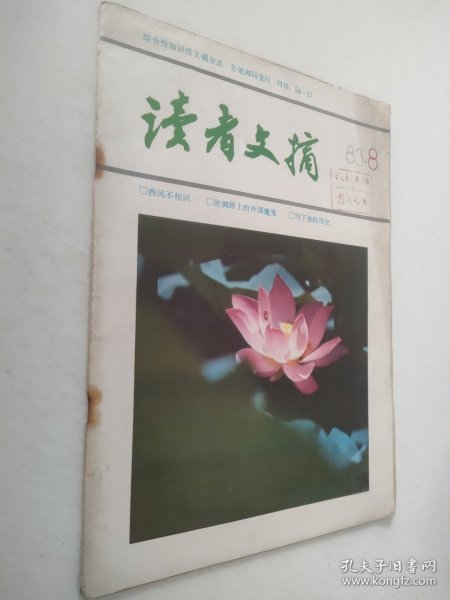 综合性知识性文摘杂志 各地邮局发行 刊号：54—17
读者文摘
83·8
□西风不相识 □丝绸路上的外国魔鬼 □写下你的历史
孔夫子旧书网
www.kongfz.com